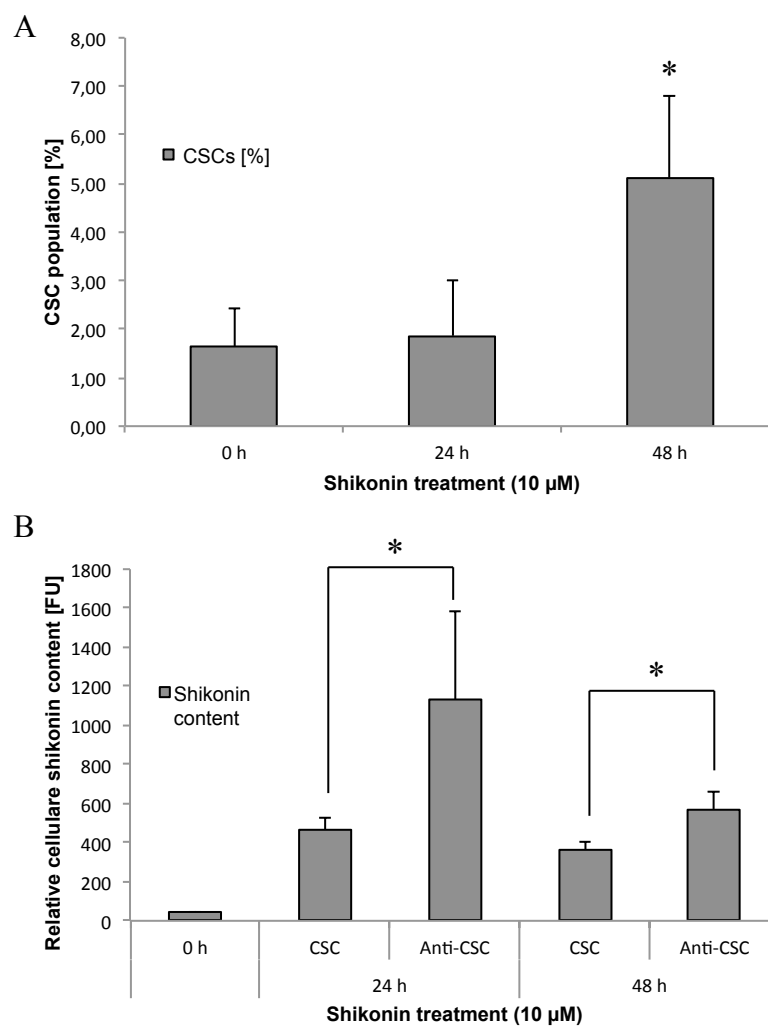 A
8,00
7,00
6,00
5,00
4,00
3,00
2,00
1,00
0,00
CSC population [%]
CSCs [%]
*
0 h 24 h 48 h
Shikonin treatment (10 µM)
B
1800
1600
1400
1200
1000
800
600
400
200
0
Relative cellulare shikonin content [FU]
Shikonin
content
*
*
0 h CSC Anti-CSC CSC Anti-CSC
24 h 48 h
Shikonin treatment (10 µM)